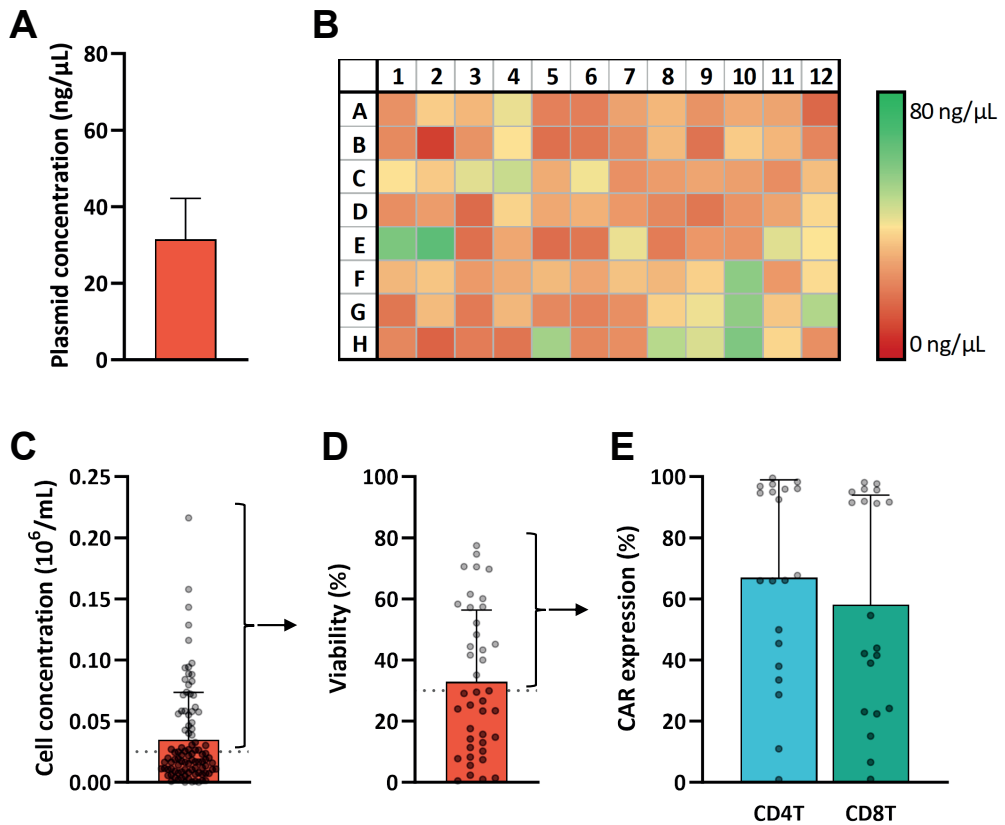 A
Plasmid concentration (ng/µL)
80
60
40
20
0
B
1 2 3 4 5 6 7 8 9 10 11 12
A
B
C
D
E
F
G
H
80 ng/µL
0 ng/µL
C
Cell concentration (10⁶/mL)
0.25
0.20
0.15
0.10
0.05
0.00
D
Viability (%)
100
80
60
40
20
0
E
CAR expression (%)
100
80
60
40
20
0
CD4T CD8T